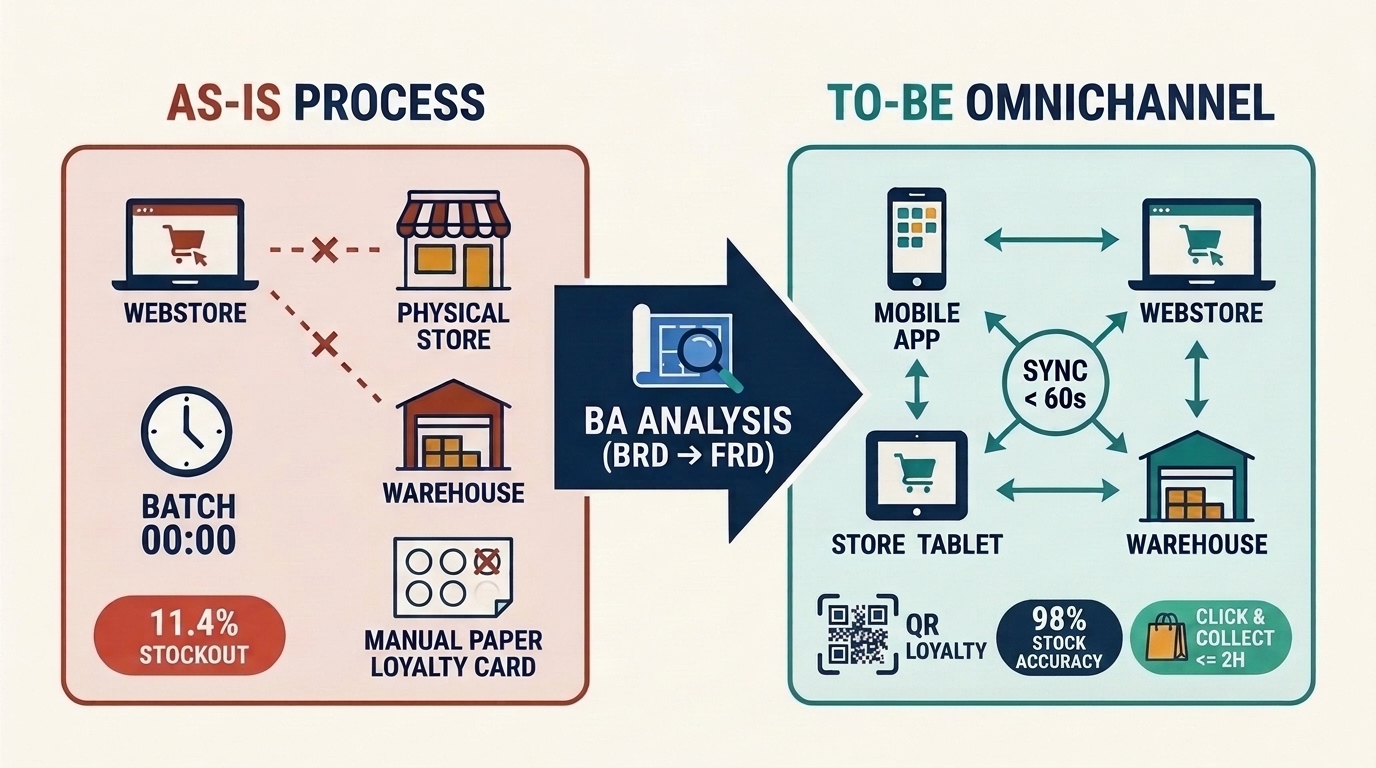 AS-IS PROCESS
WEBSTORE
PHYSICAL
STORE
BATCH
00:00
WAREHOUSE
11.4%
STOCKOUT
MANUAL PAPER
LOYALTY CARD
BA ANALYSIS
(BRD → FRD)
TO-BE OMNICHANNEL
MOBILE
APP
WEBSTORE
SYNC
< 60s
STORE TABLET
WAREHOUSE
QR
LOYALTY
98%
STOCK
ACCURACY
CLICK &
COLLECT
<= 2H